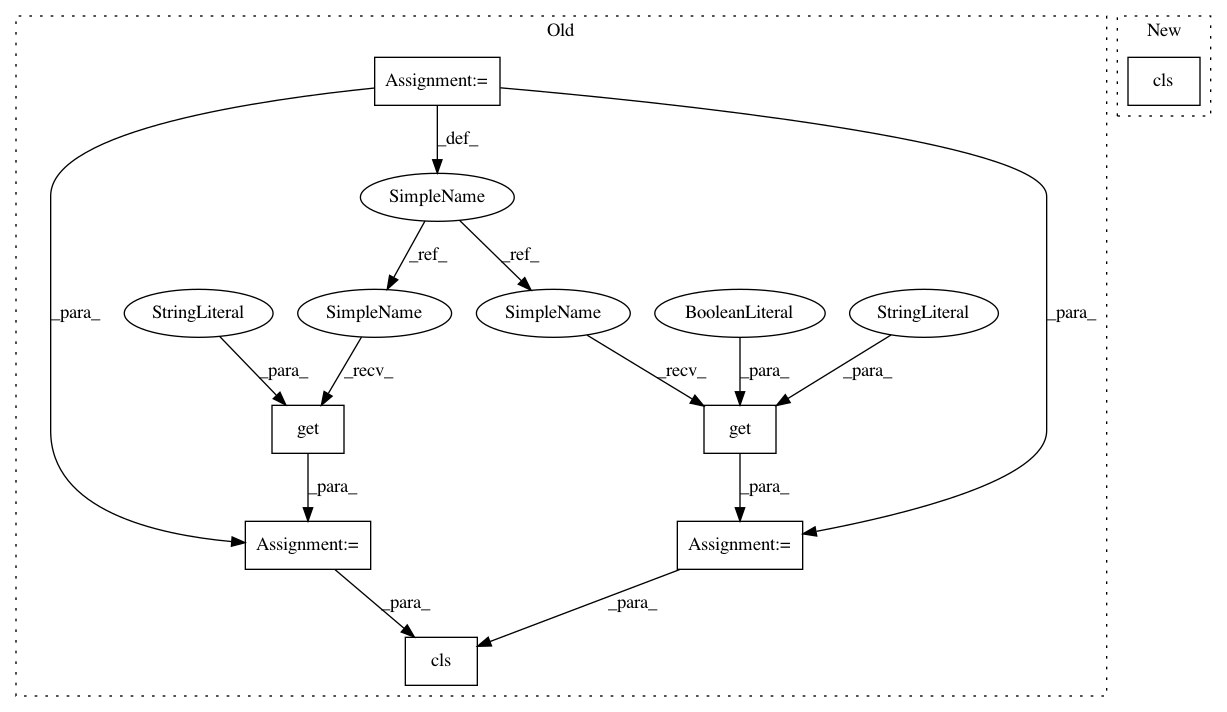 Old
New
Assignment:=
cls
_def_
SimpleName
_ref_
_ref_
_para_
StringLiteral
SimpleName
SimpleName
BooleanLiteral
StringLiteral
_para_
_para_
_recv_
_recv_
_para_
_para_
get
get
_para_
_para_
Assignment:=
Assignment:=
_para_
_para_
cls